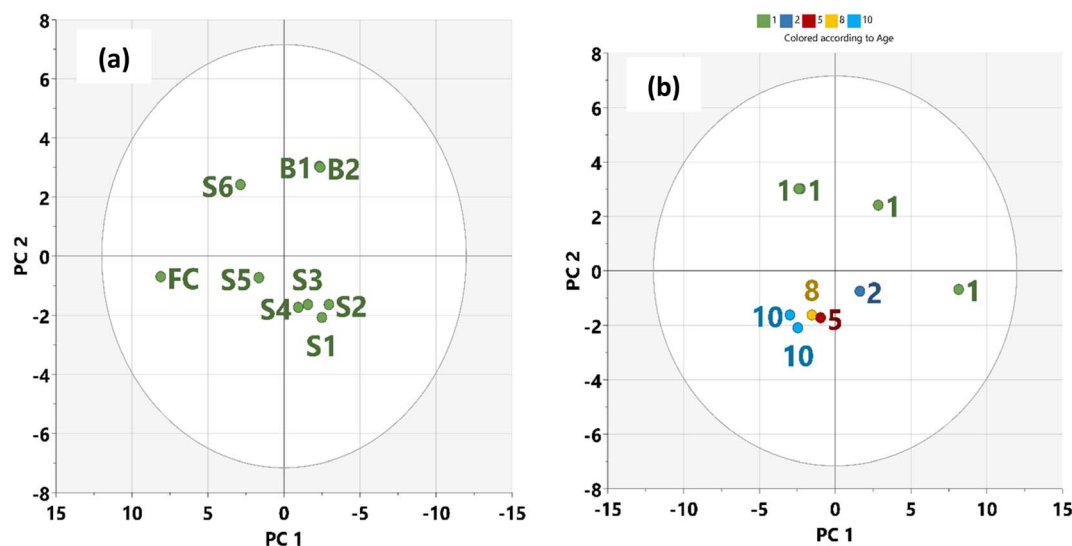 (a)
8
6
4
2
0
-2
-4
-6
-8
PC 2
B1 B2
S6
FC
S5
S3
S4
S2
S1
15 10 5 0 -5 -10 -15
PC 1
1 2 5 8 10
Colored according to Age
(b)
8
6
4
2
0
-2
-4
-6
-8
PC 2
1 1
1
8
2
1
10
5
10
-15 -10 -5 0 5 10 15
PC 1